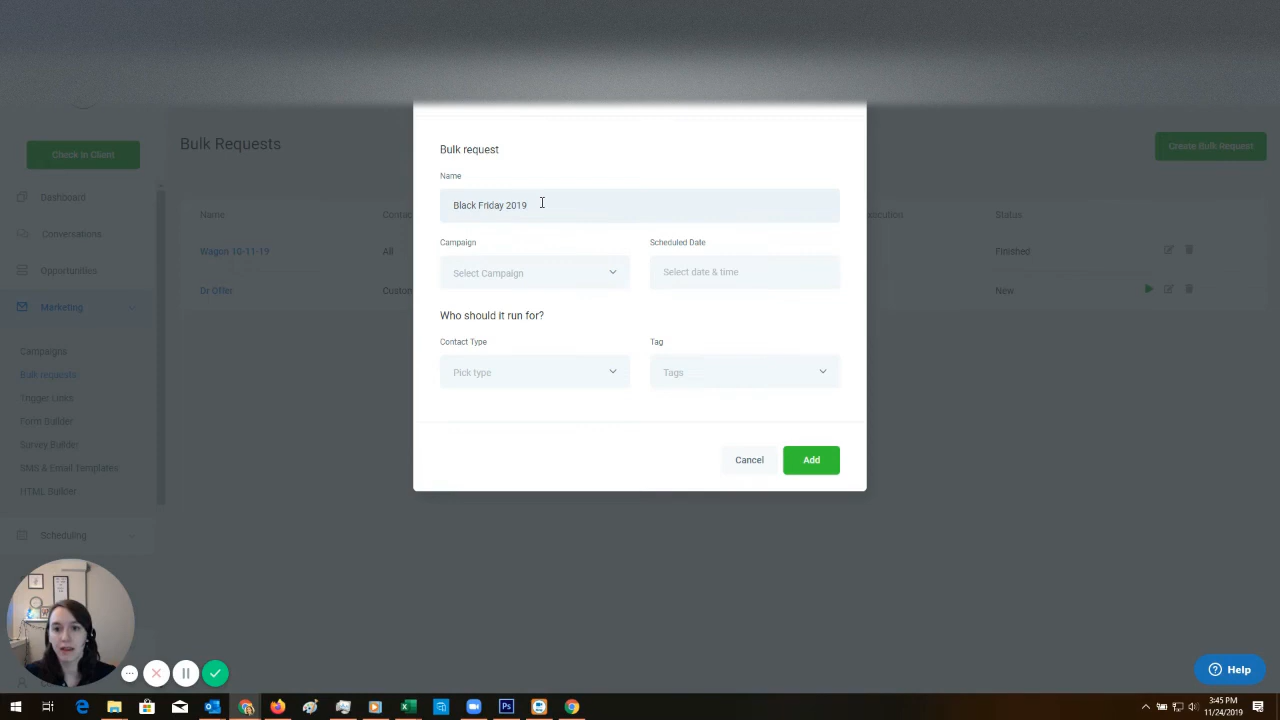 Check In Client
Bulk Requests
Create Bulk Request
Dashboard
Conversations
Opportunities
Marketing
Campaigns
Bulk requests
Trigger Links
Form Builder
Survey Builder
SMS & Email Templates
HTML Builder
Scheduling
Name
Status
Wagon 10-11-19
All
Finished
Dr Offer
New
Bulk request
Name
Black Friday 2019
Campaign
Scheduled Date
Select Campaign
Select date & time
Who should it run for?
Contact Type
Tag
Pick type
Tags
Cancel
Add
Help
3:45 PM
11/24/2019